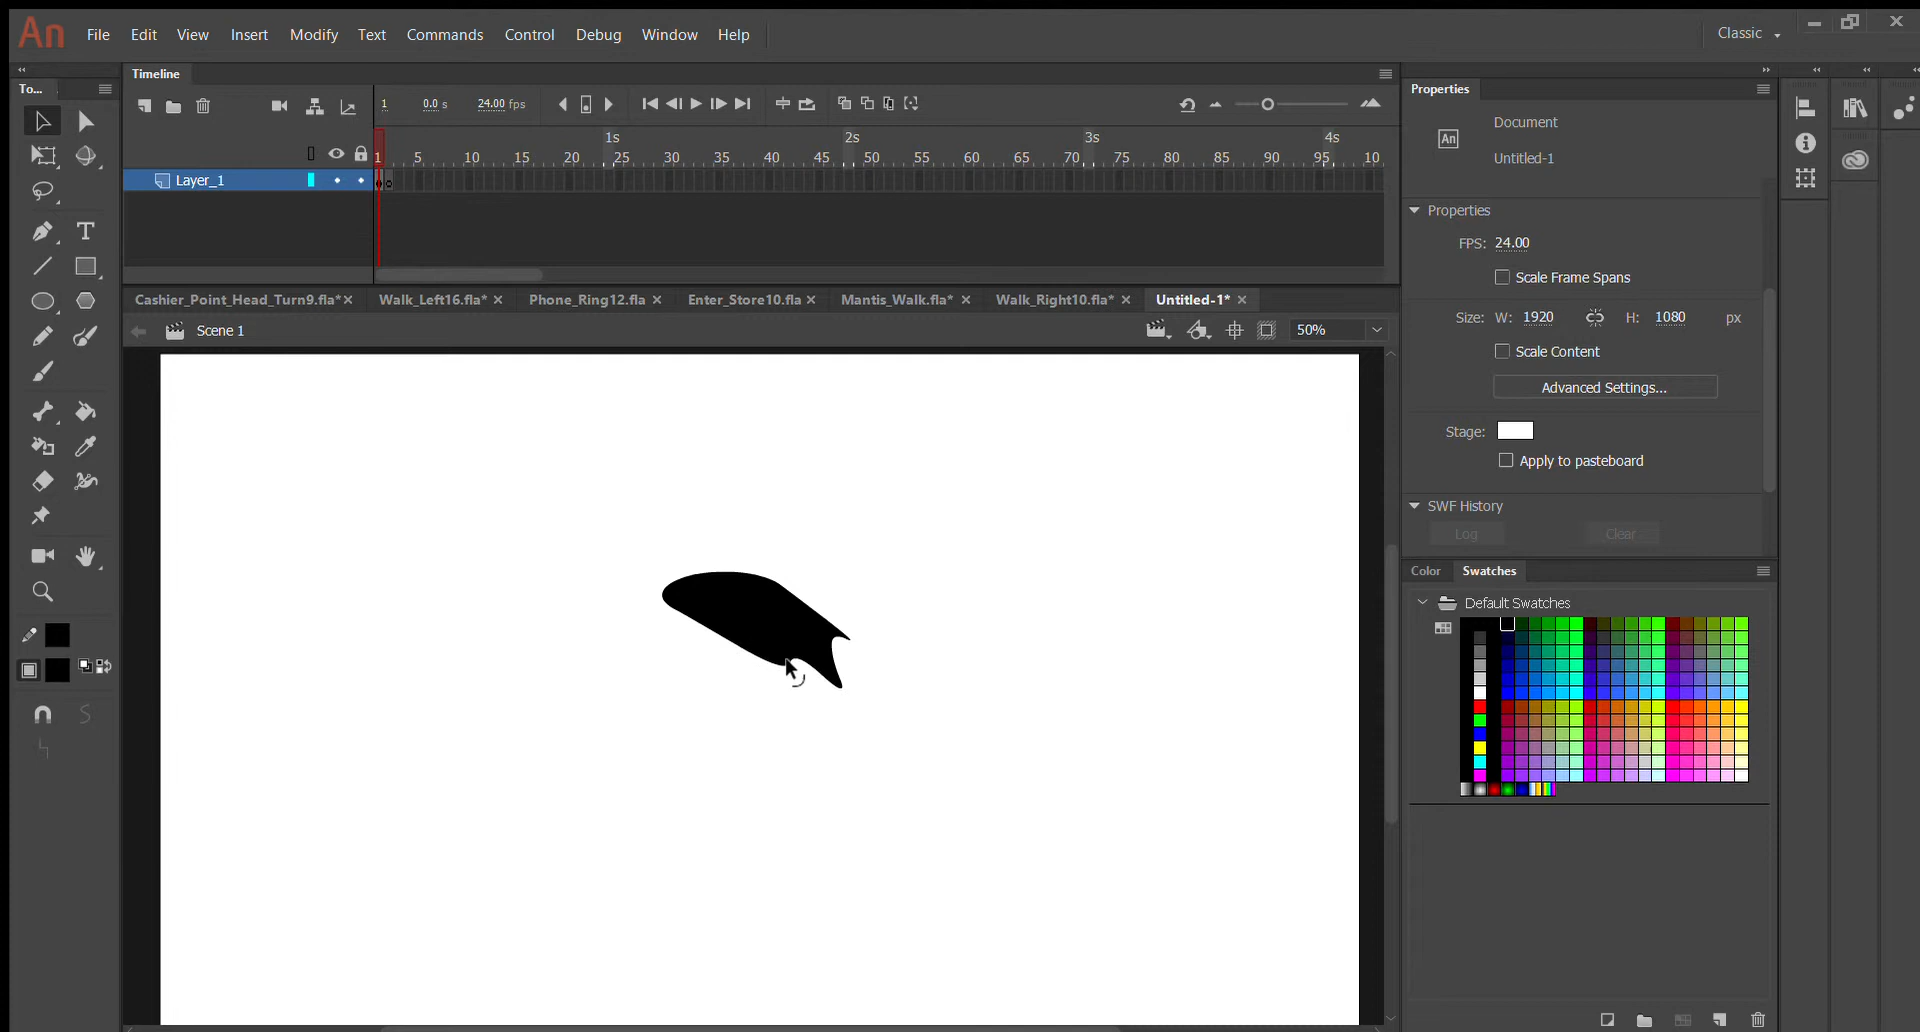 An File Edit View Insert Modify Text Commands Control Debug Window Help Classic
To... Timeline Properties
1 0.0 s 24.00 fps
1s 2s 3s 4s
1 5 10 15 20 25 30 35 40 45 50 55 60 65 70 75 80 85 90 95 10
Layer_1
Cashier_Point_Head_Turn9.fla* Walk_Left16.fla* Phone_Ring12.fla Enter_Store10.fla Mantis_Walk.fla* Walk_Right10.fla* Untitled-1*
Scene 1 50%
An Document
Untitled-1
Properties
FPS: 24.00
Scale Frame Spans
Size: W: 1920 H: 1080 px
Scale Content
Advanced Settings...
Stage:
Apply to pasteboard
SWF History
Log Clear
Color Swatches
Default Swatches